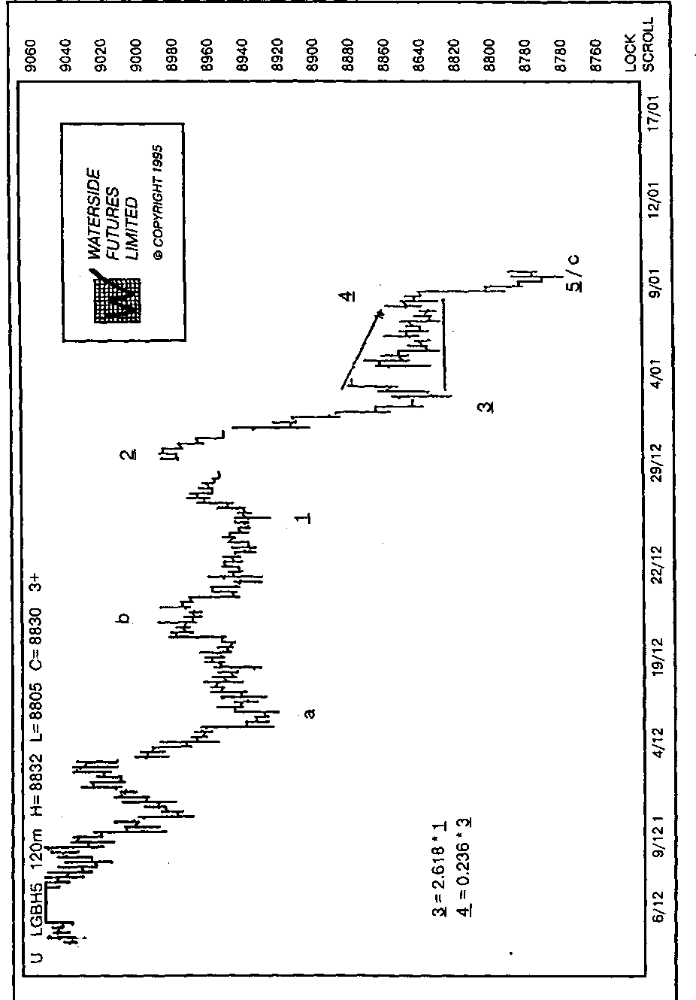 U LGBH5 120m H=8832 L=8805 C=8830 3+
WATERSIDE
FUTURES
LIMITED
© COPYRIGHT 1995
9060
9040
9020
9000
8980
8960
8940
8920
8880
8860
8640
8820
8800
8780
8780
8760
LOCK
SCROLL
a
b
1
2
3
4
5 / c
3 = 2.618 * 1
4 = 0.236 * 3
6/12 9/12 1 4/12 19/12 22/12 29/12 4/01 9/01 12/01 17/01